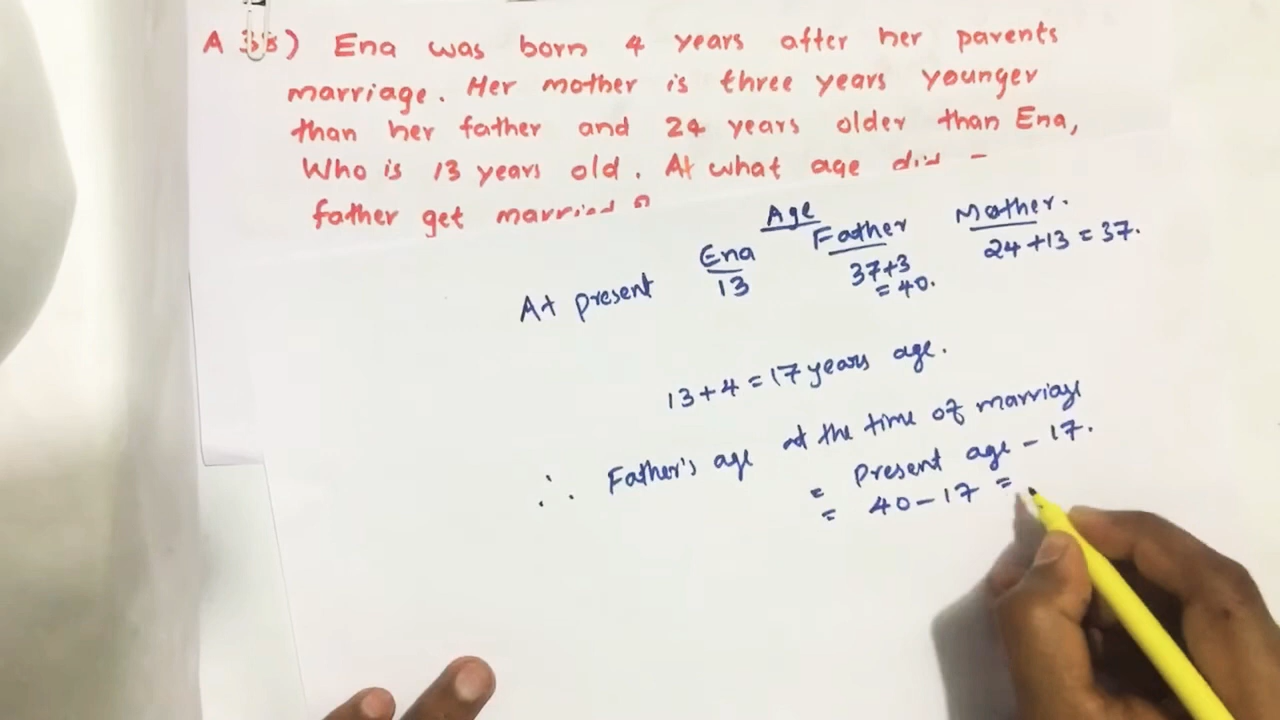 A 38) Ena was born 4 years after her parents
marriage. Her mother is three years younger
than her father and 24 years older than Ena,
Who is 13 years old. At what age did
father get married?
Age
Ena Father Mother.
At present 13 37+3 24+13 = 37.
= 40.
13+4 = 17 years age.
∴ Father's age at the time of marriage
= Present age - 17.
= 40-17 =